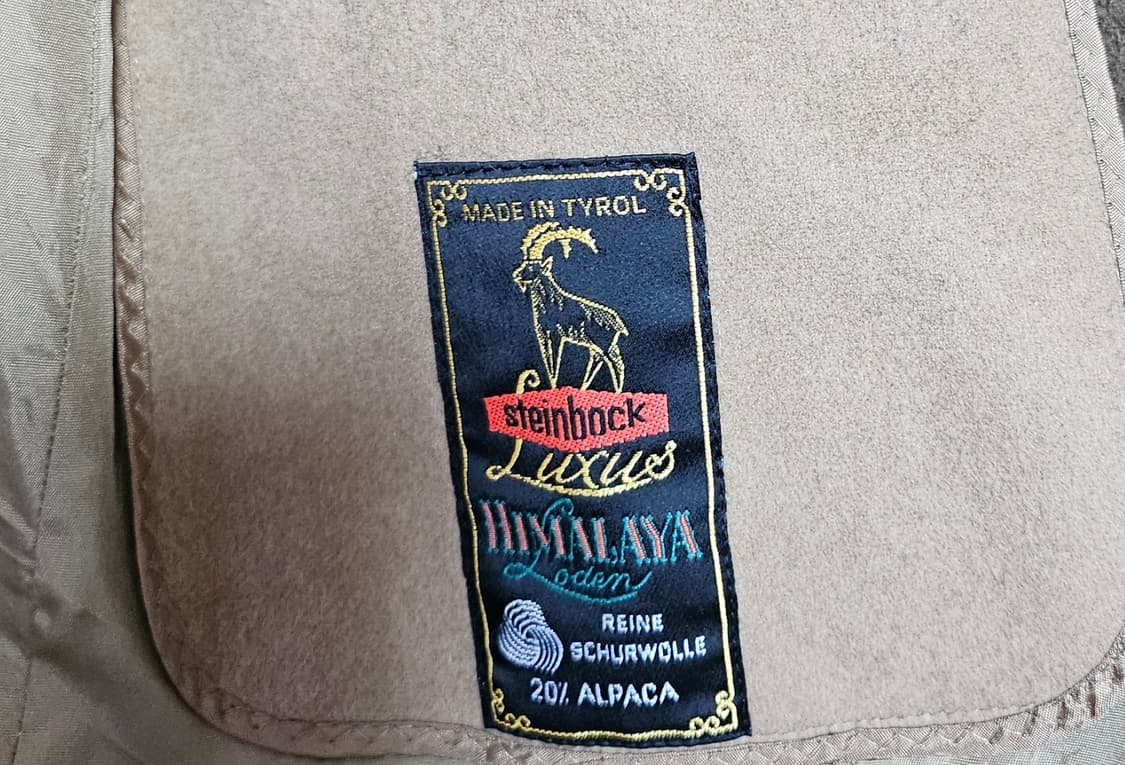 MADE IN TYROL
steinbock
Luxus
HIMALAYA
Loden
REINE
SCHURWOLLE
20% ALPACA